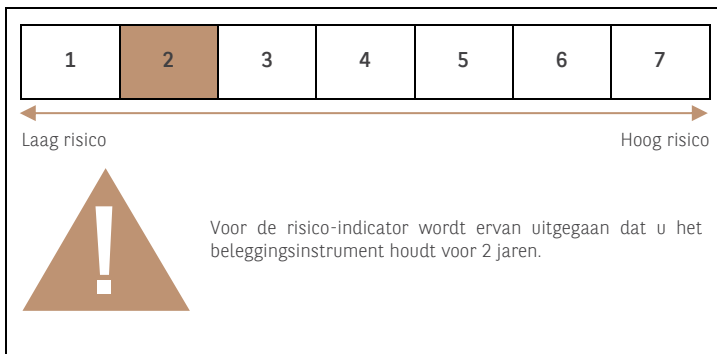 1 2 3 4 5 6 7
Laag risico Hoog risico
!
Voor de risico-indicator wordt ervan uitgegaan dat u het
beleggingsinstrument houdt voor 2 jaren.